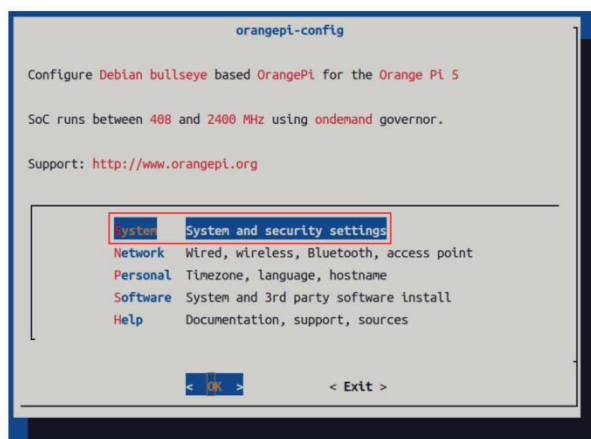 orangepi-config
Configure Debian bullseye based OrangePi for the Orange Pi 5
SoC runs between 408 and 2400 MHz using ondemand governor.
Support: http://www.orangepi.org
System System and security settings
Network Wired, wireless, Bluetooth, access point
Personal Timezone, language, hostname
Software System and 3rd party software install
Help Documentation, support, sources
< OK > < Exit >